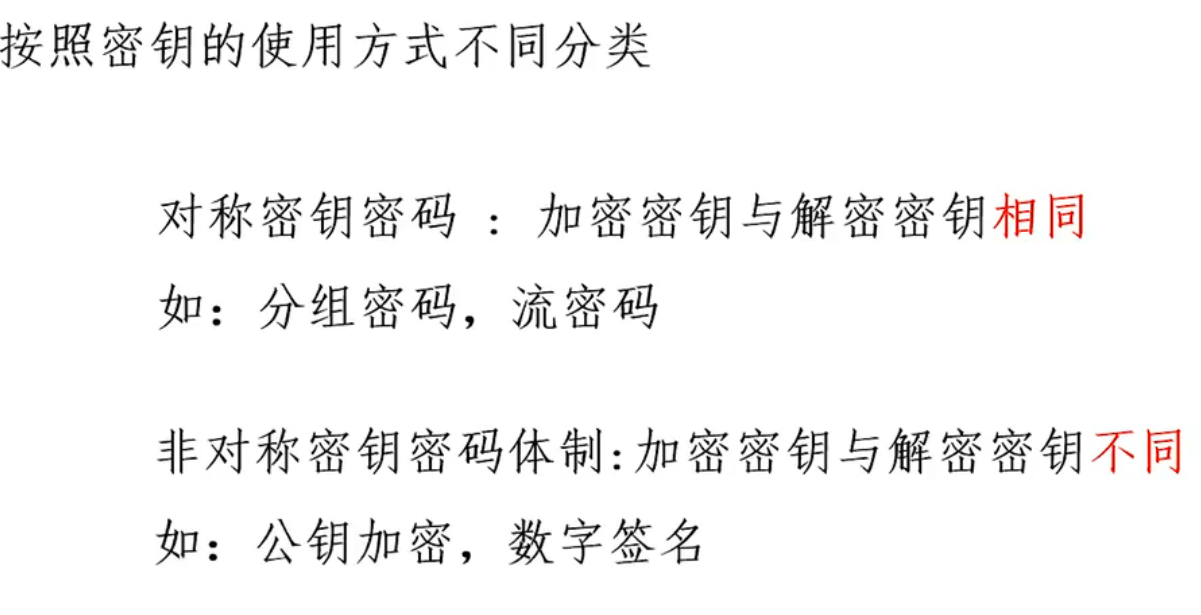 按照密钥的使用方式不同分类
对称密钥密码 : 加密密钥与解密密钥相同
如：分组密码，流密码
非对称密钥密码体制:加密密钥与解密密钥不同
如：公钥加密，数字签名